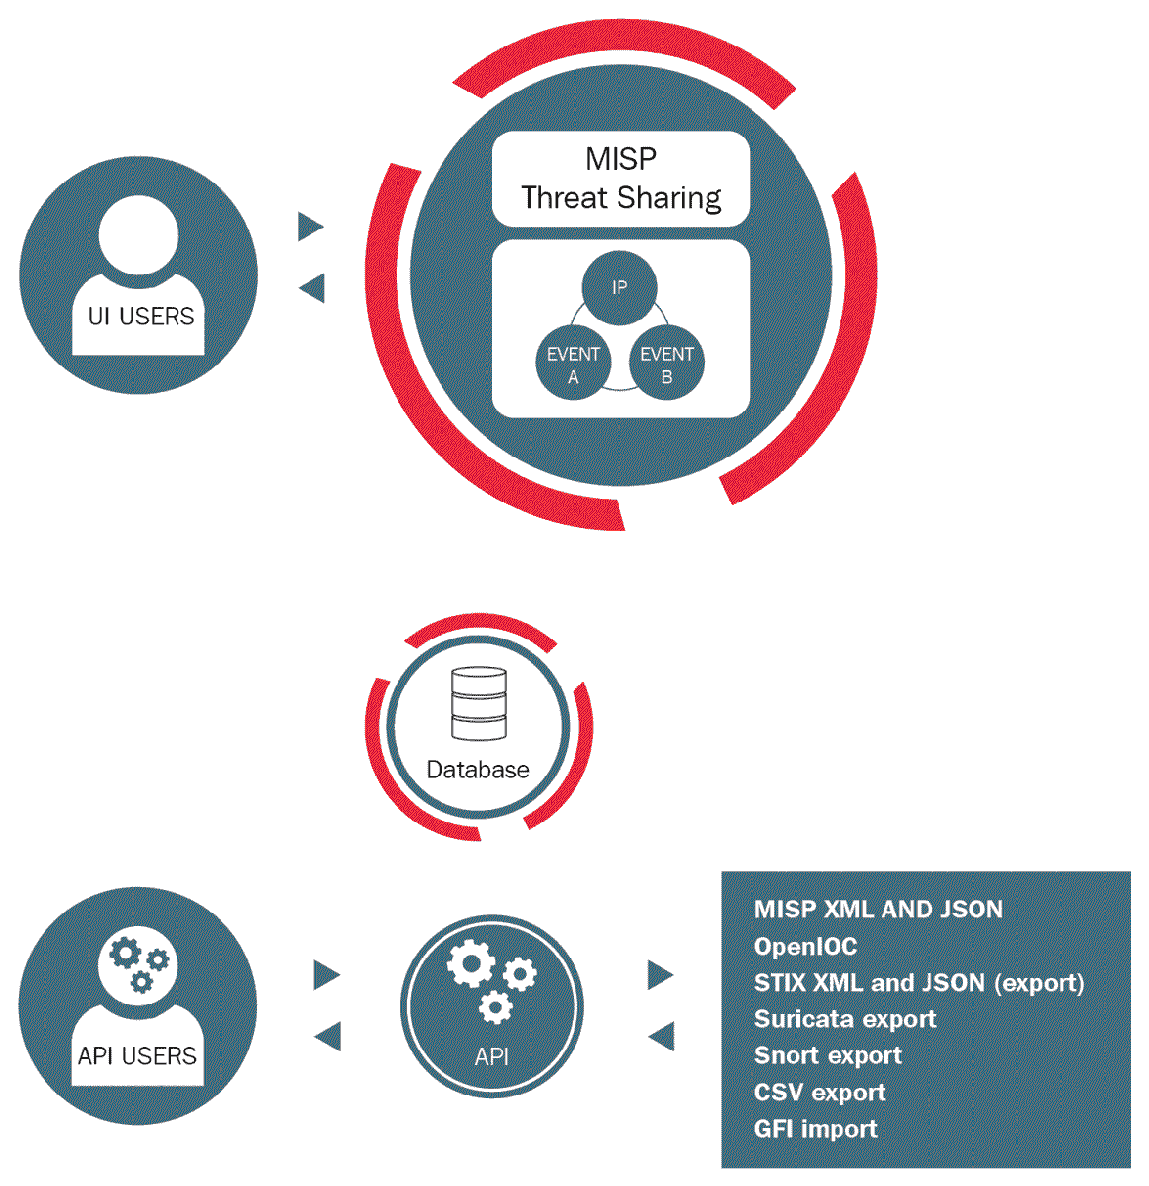 MISP
Threat Sharing
UI USERS
IP
EVENT
A
EVENT
B
Database
API USERS
API
MISP XML AND JSON
OpenIOC
STIX XML and JSON (export)
Suricata export
Snort export
CSV export
GFI import